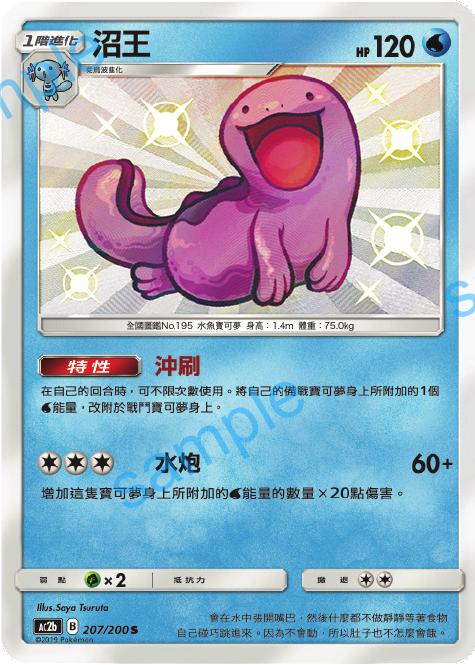 1階進化
沼王
HP 120
從烏波進化
全國圖鑑No.195 水魚寶可夢 身高：1.4m 體重：75.0kg
特性 沖刷
在自己的回合時，可不限次數使用。將自己的備戰寶可夢身上所附加的1個
能量，改附於戰鬥寶可夢身上。
水炮 60+
增加這隻寶可夢身上所附加的能量的數量×20點傷害。
弱點 ×2 抵抗力 撤退
Illus.Saya Tsuruta
AC2b B 207/200 S
©2019 Pokémon
會在水中張開嘴巴，然後什麼都不做靜靜等著食物
自己碰巧跳進來。因為不會動，所以肚子也不怎麼會餓。
sample